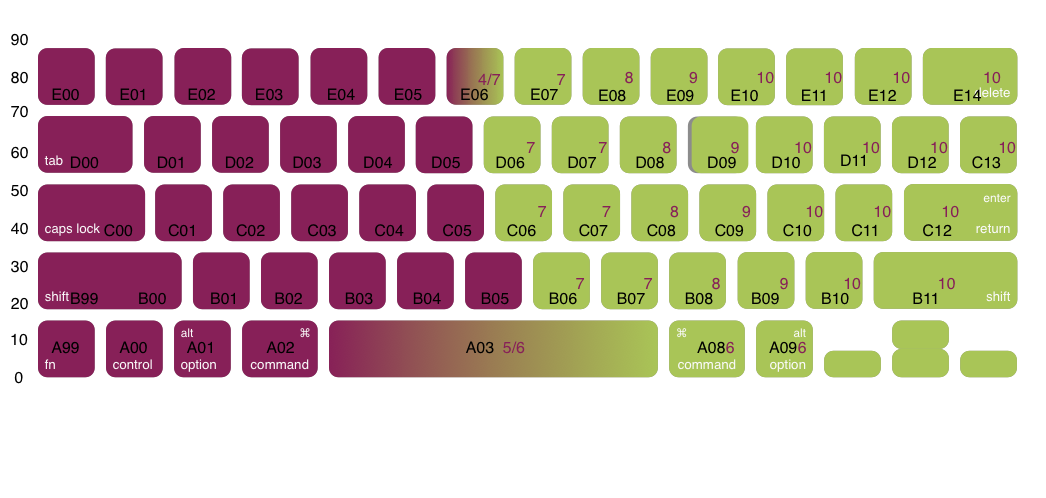 90
80 4/7 7 8 9 10 10 10 10
E00 E01 E02 E03 E04 E05 E06 E07 E08 E09 E10 E11 E12 E14 delete
70
7 7 8 9 10 10 10 10
60 tab D00 D01 D02 D03 D04 D05 D06 D07 D08 D09 D10 D11 D12 C13
50 enter
7 7 8 9 10 10 10
40 caps lock C00 C01 C02 C03 C04 C05 C06 C07 C08 C09 C10 C11 C12 return
30
7 7 8 9 10 10
20 shift B99 B00 B01 B02 B03 B04 B05 B06 B07 B08 B09 B10 B11 shift
alt ⌘ ⌘ alt
10 A99 A00 A01 A02 A03 5/6 A086 A096
fn control option command command option
0